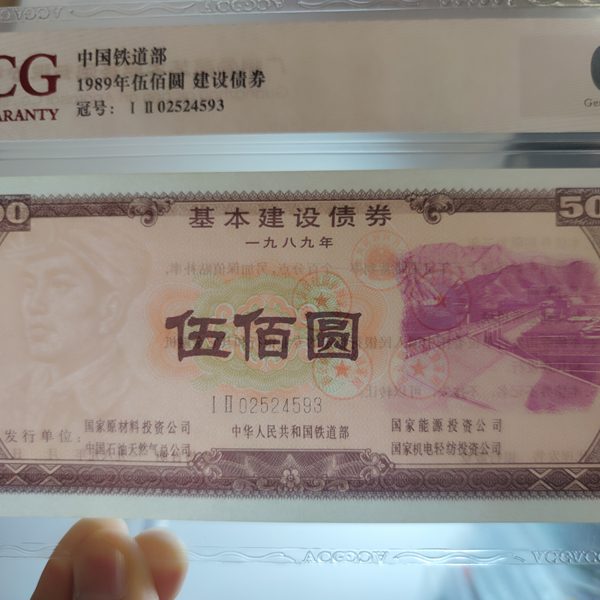 CG
ARANTY
中国铁道部
1989年伍佰圆 建设债券
冠号：ⅠⅡ02524593
00
50
基本建设债券
一九八九年
伍佰圆
ⅠⅡ02524593
发行单位：
国家原材料投资公司
中国石油天然气总公司
中华人民共和国铁道部
国家能源投资公司
国家机电轻纺投资公司